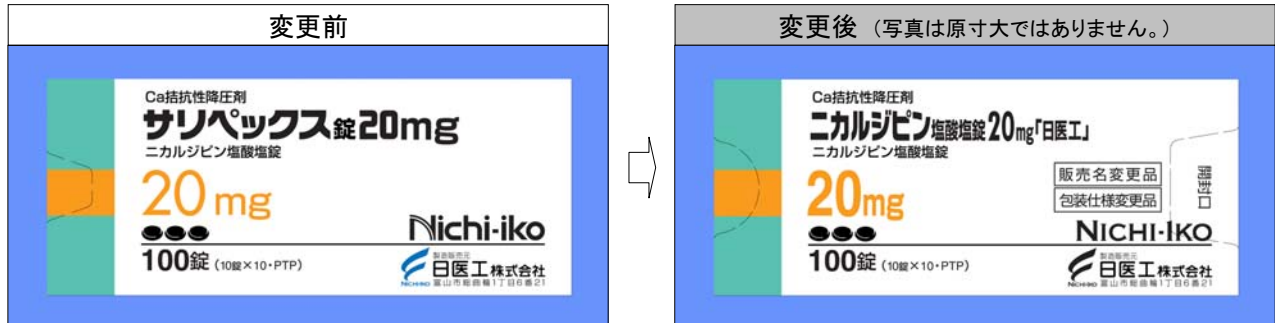 変更前
Ca拮抗性降圧剤
サリペックス錠20mg
ニカルジピン塩酸塩錠
20mg
Nichi-iko
100錠 (10錠×10・PTP)
製造販売元
日医工株式会社
NICHI-IKO 富山市総曲輪1丁目6番21
変更後 (写真は原寸大ではありません。)
Ca拮抗性降圧剤
ニカルジピン塩酸塩錠20mg「日医工」
ニカルジピン塩酸塩錠
販売名変更品
包装仕様変更品
開封口
20mg
NICHI-IKO
100錠 (10錠×10・PTP)
製造販売元
日医工株式会社
NICHI-IKO 富山市総曲輪1丁目6番21